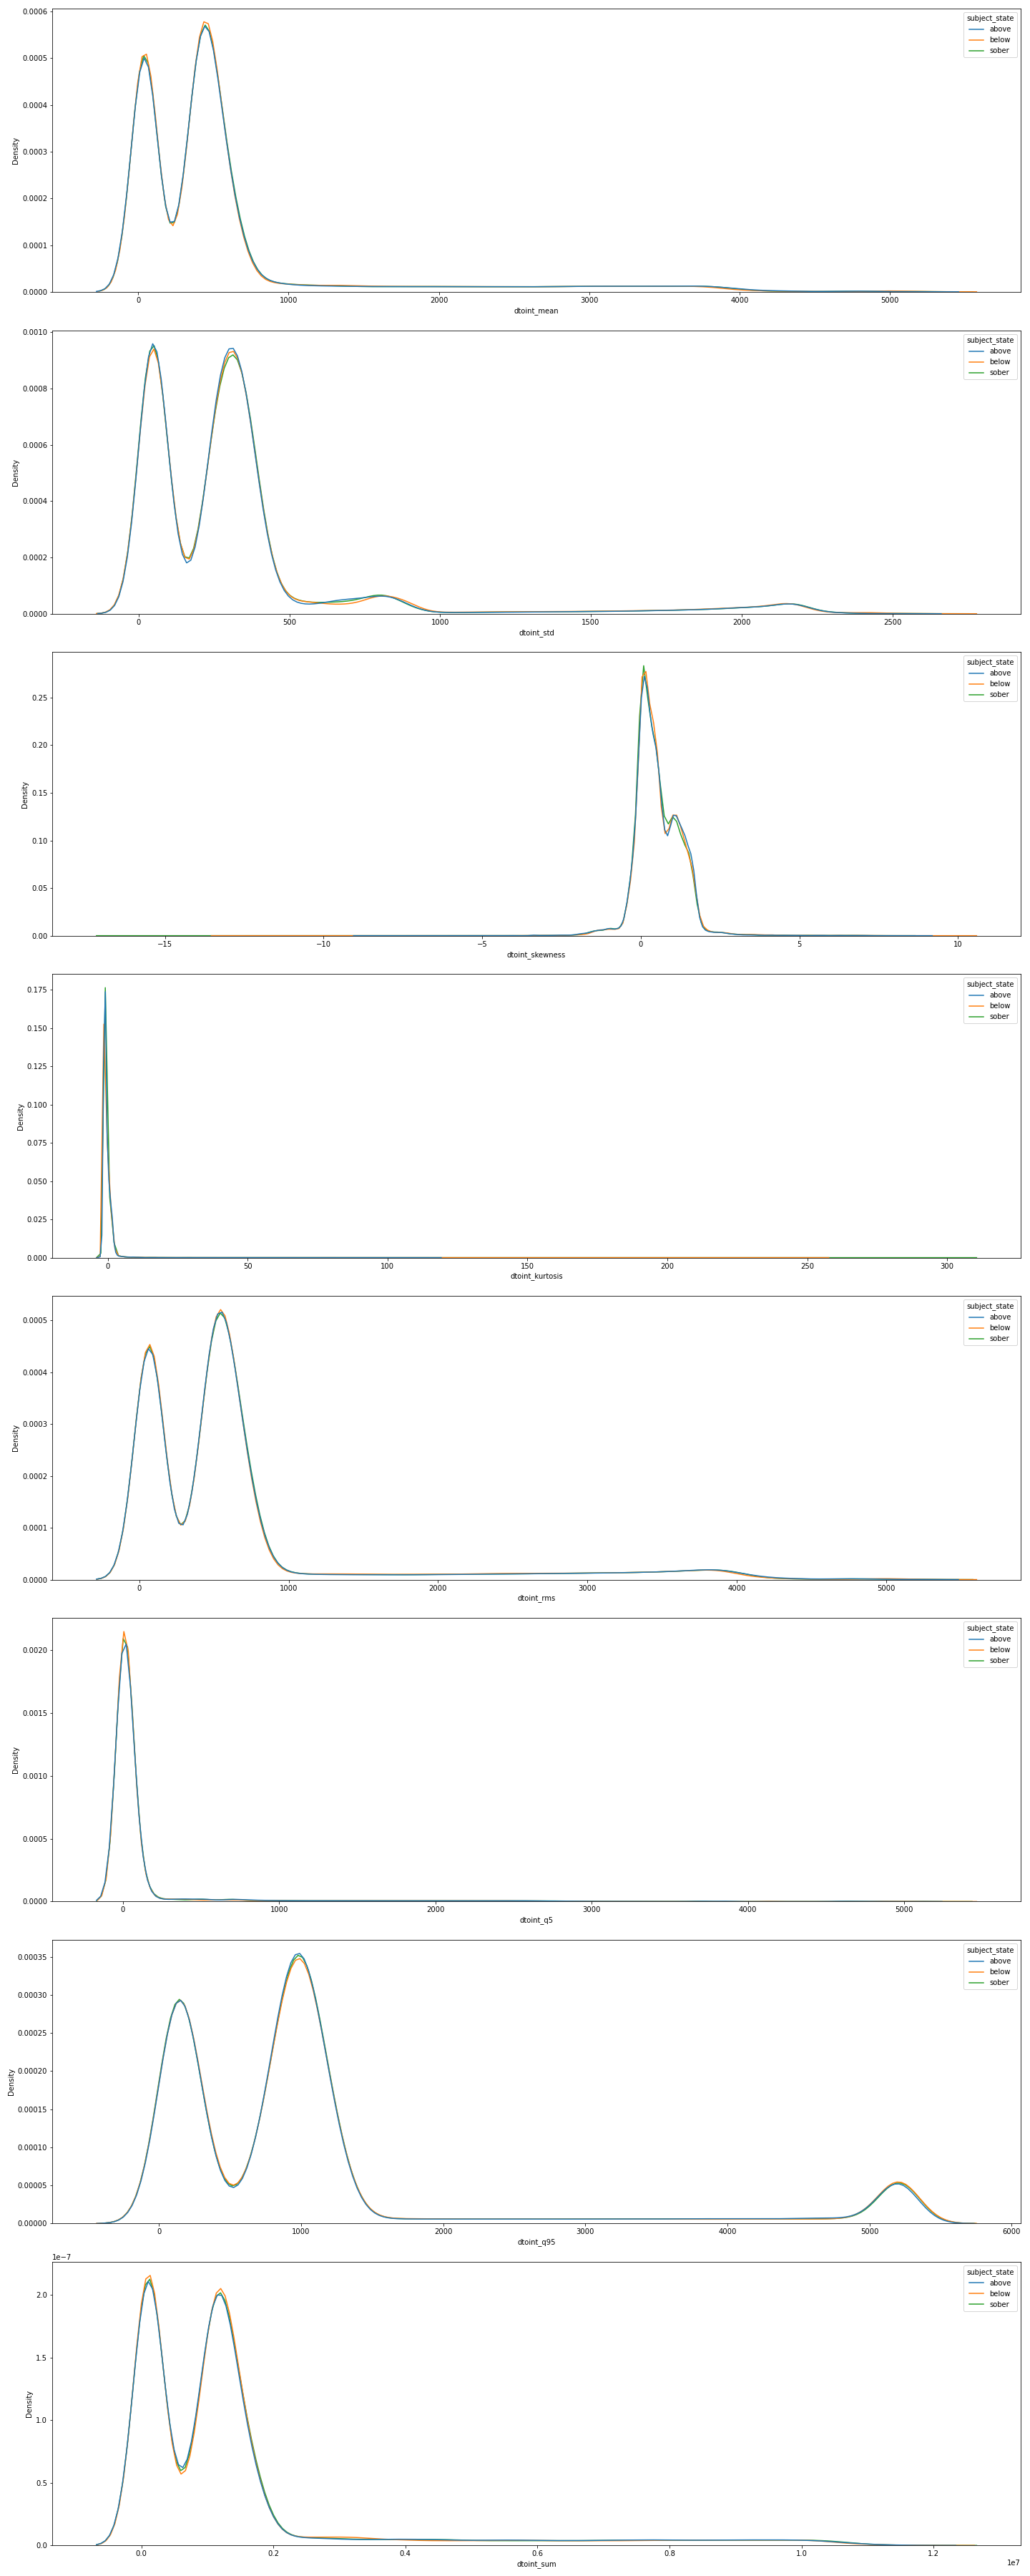 0.0006
0.0005
0.0004
0.0003
0.0002
0.0001
0.0000
Density
subject_state
above
below
sober
0 1000 2000 3000 4000 5000
dtoint_mean
0.0010
0.0008
0.0006
0.0004
0.0002
0.0000
Density
subject_state
above
below
sober
0 500 1000 1500 2000 2500
dtoint_std
0.25
0.20
0.15
0.10
0.05
0.00
Density
subject_state
above
below
sober
−15 −10 −5 0 5 10
dtoint_skewness
0.175
0.150
0.125
0.100
0.075
0.050
0.025
0.000
Density
subject_state
above
below
sober
0 50 100 150 200 250 300
dtoint_kurtosis
0.0005
0.0004
0.0003
0.0002
0.0001
0.0000
Density
subject_state
above
below
sober
0 1000 2000 3000 4000 5000
dtoint_rms
0.0020
0.0015
0.0010
0.0005
0.0000
Density
subject_state
above
below
sober
0 1000 2000 3000 4000 5000
dtoint_q5
0.00035
0.00030
0.00025
0.00020
0.00015
0.00010
0.00005
0.00000
Density
subject_state
above
below
sober
0 1000 2000 3000 4000 5000 6000
dtoint_q95
1e−7
2.0
1.5
1.0
0.5
0.0
Density
subject_state
above
below
sober
0.0 0.2 0.4 0.6 0.8 1.0 1.2
dtoint_sum
1e7